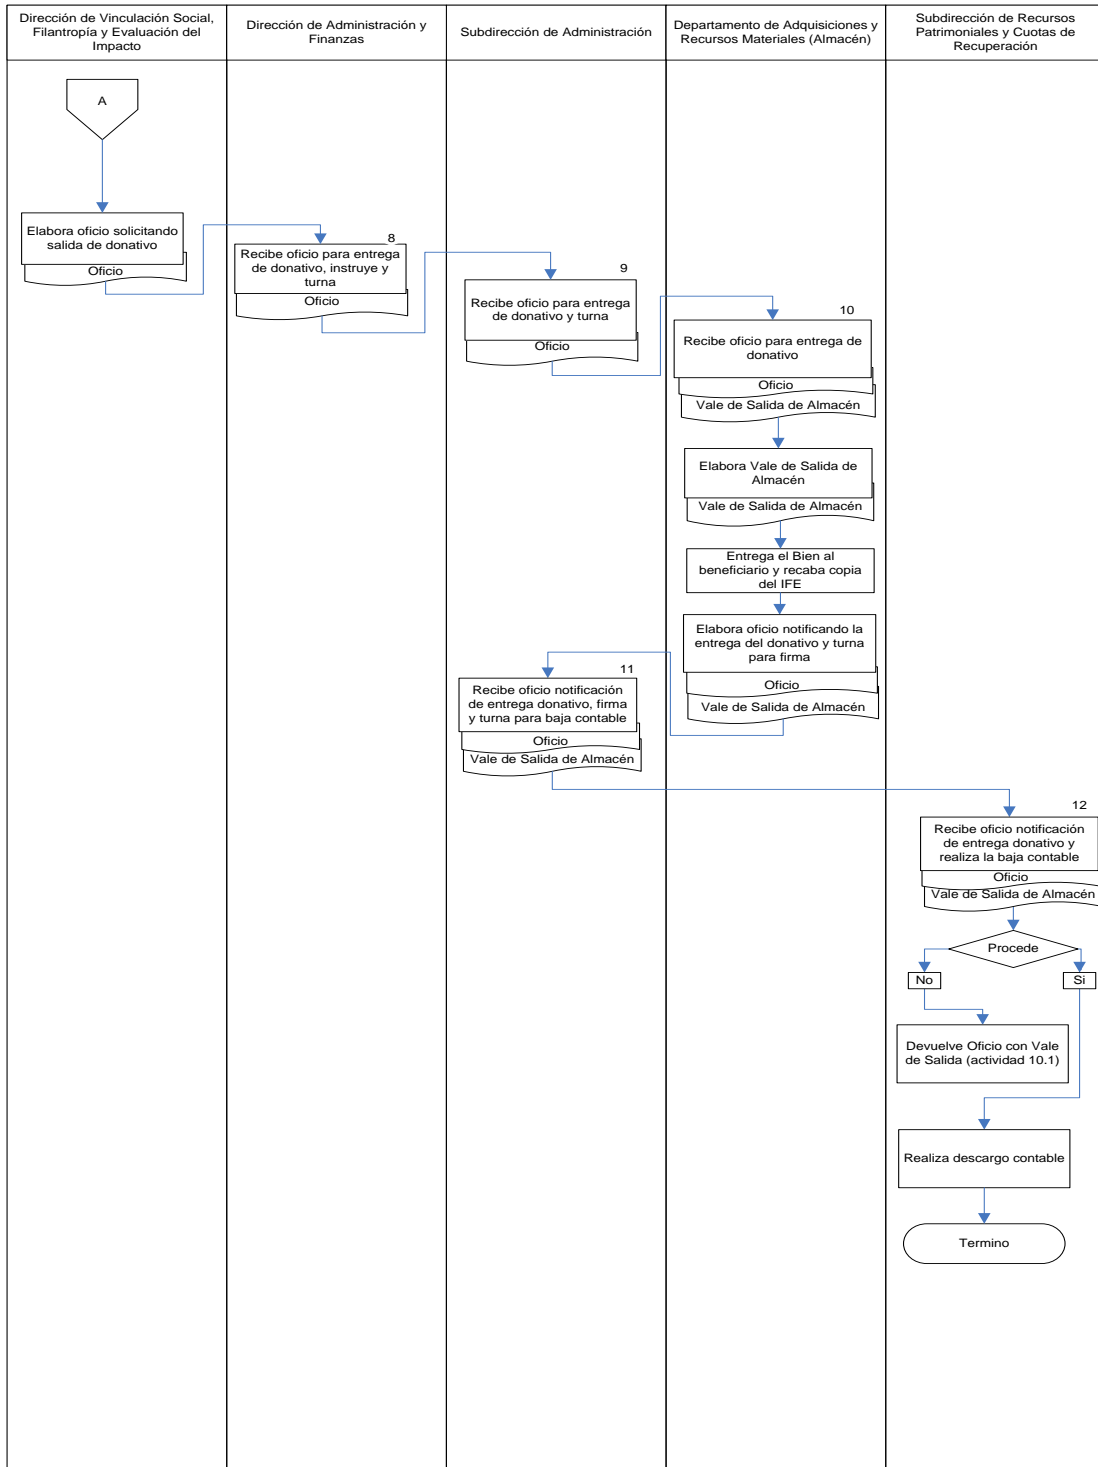 Dirección de Vinculación Social,
Filantropía y Evaluación del
Impacto
Dirección de Administración y
Finanzas
Subdirección de Administración
Departamento de Adquisiciones y
Recursos Materiales (Almacén)
Subdirección de Recursos
Patrimoniales y Cuotas de
Recuperación
A
Elabora oficio solicitando
salida de donativo
Oficio
8
Recibe oficio para entrega
de donativo, instruye y
turna
Oficio
9
Recibe oficio para entrega
de donativo y turna
Oficio
10
Recibe oficio para entrega de
donativo
Oficio
Vale de Salida de Almacén
Elabora Vale de Salida de
Almacén
Vale de Salida de Almacén
Entrega el Bien al
beneficiario y recaba copia
del IFE
Elabora oficio notificando la
entrega del donativo y turna
para firma
Oficio
Vale de Salida de Almacén
11
Recibe oficio notificación
de entrega donativo, firma
y turna para baja contable
Oficio
Vale de Salida de Almacén
12
Recibe oficio notificación
de entrega donativo y
realiza la baja contable
Oficio
Vale de Salida de Almacén
Procede
No
Si
Devuelve Oficio con Vale
de Salida (actividad 10.1)
Realiza descargo contable
Termino